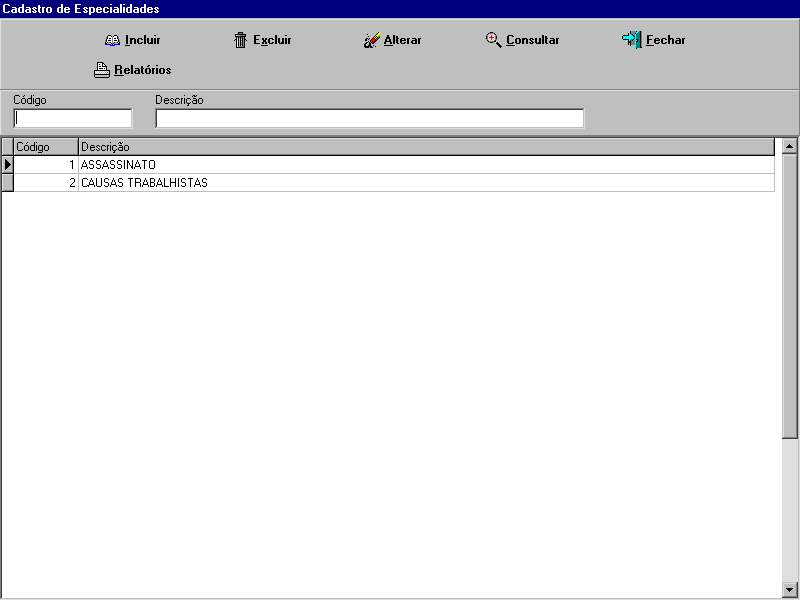 Cadastro de Especialidades
Incluir Excluir Alterar Consultar Fechar
Relatórios
Código Descrição
Código Descrição
1 ASSASSINATO
2 CAUSAS TRABALHISTAS